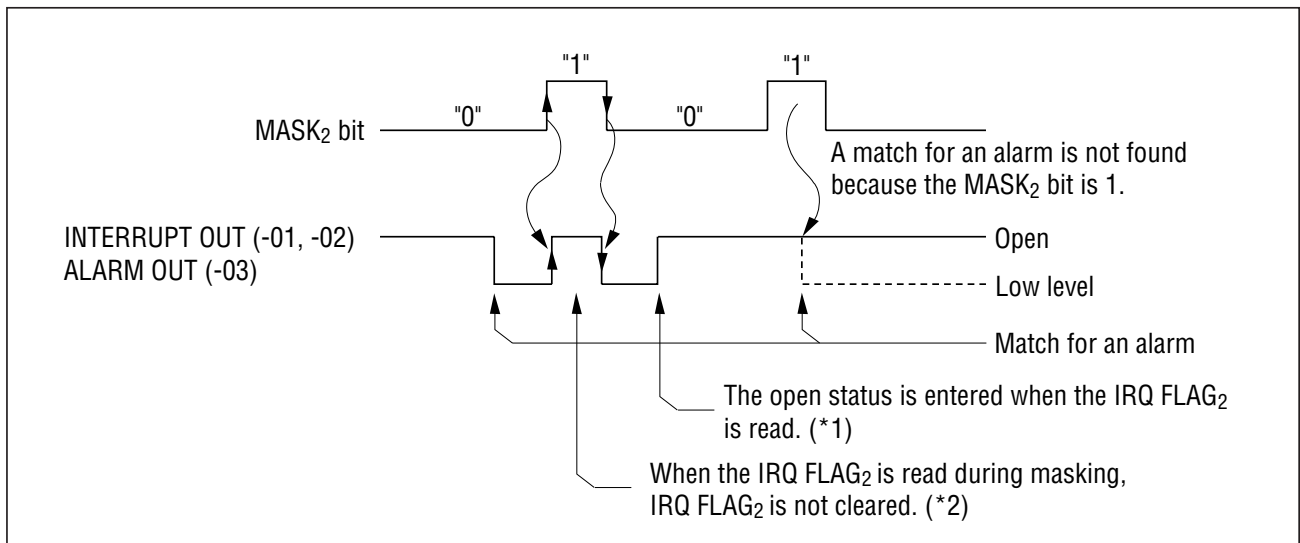 "1"
"1"
"0"
"0"
MASK2 bit
A match for an alarm is not found
because the MASK2 bit is 1.
INTERRUPT OUT (-01, -02)
ALARM OUT (-03)
Open
Low level
Match for an alarm
The open status is entered when the IRQ FLAG2
is read. (*1)
When the IRQ FLAG2 is read during masking,
IRQ FLAG2 is not cleared. (*2)